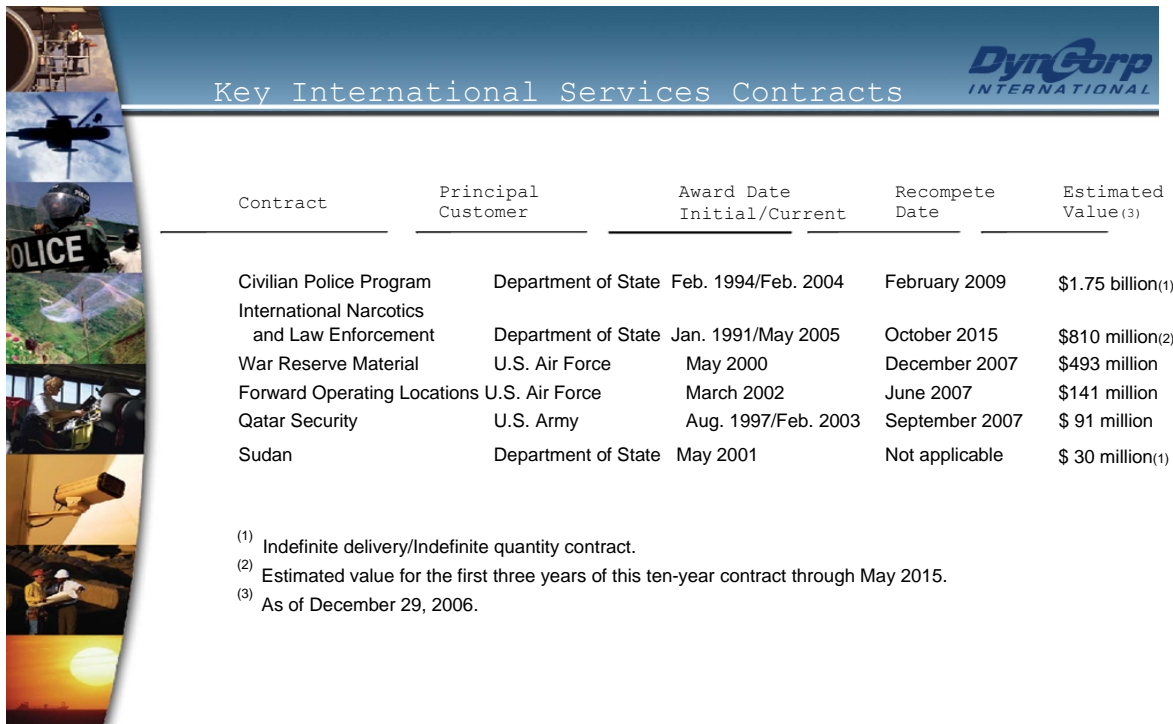 DynCorp
INTERNATIONAL
Key International Services Contracts
Contract Principal Customer Award Date Initial/Current Recompete Date Estimated Value(3)
Civilian Police Program Department of State Feb. 1994/Feb. 2004 February 2009 $1.75 billion(1)
International Narcotics
and Law Enforcement Department of State Jan. 1991/May 2005 October 2015 $810 million(2)
War Reserve Material U.S. Air Force May 2000 December 2007 $493 million
Forward Operating Locations U.S. Air Force March 2002 June 2007 $141 million
Qatar Security U.S. Army Aug. 1997/Feb. 2003 September 2007 $ 91 million
Sudan Department of State May 2001 Not applicable $ 30 million(1)
(1) Indefinite delivery/Indefinite quantity contract.
(2) Estimated value for the first three years of this ten-year contract through May 2015.
(3) As of December 29, 2006.
POLICE